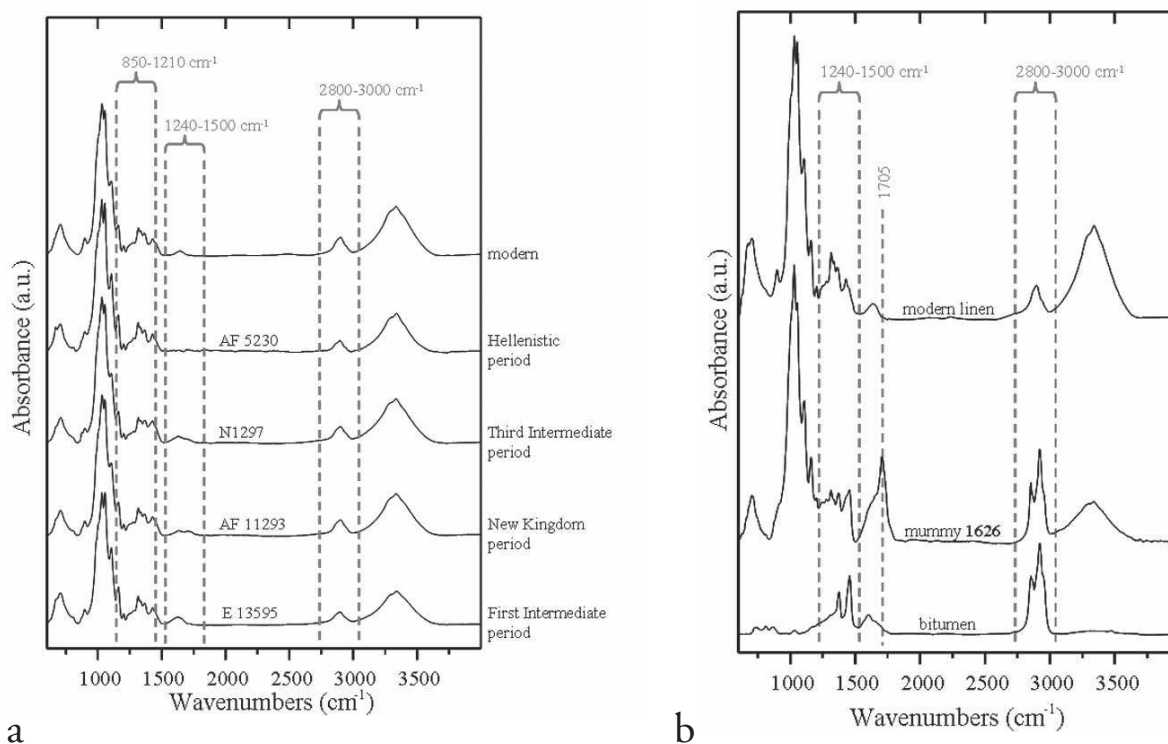 850-1210 cm⁻¹
1240-1500 cm⁻¹
2800-3000 cm⁻¹
Absorbance (a.u.)
modern
AF 5230
Hellenistic
period
N1297
Third Intermediate
period
AF 11293
New Kingdom
period
E 13595
First Intermediate
period
1000 1500 2000 2500 3000 3500
Wavenumbers (cm⁻¹)
a
1240-1500 cm⁻¹
2800-3000 cm⁻¹
1705
Absorbance (a.u.)
modern linen
mummy 1626
bitumen
1000 1500 2000 2500 3000 3500
Wavenumbers (cm⁻¹)
b